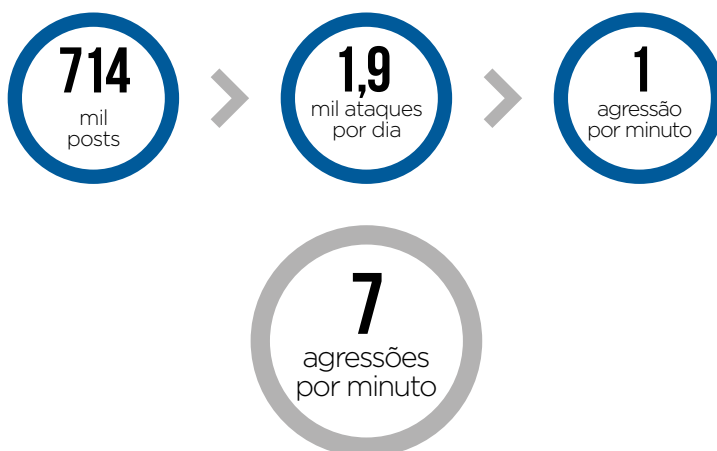 714
mil
posts
1,9
mil ataques
por dia
1
agressão
por minuto
7
agressões
por minuto